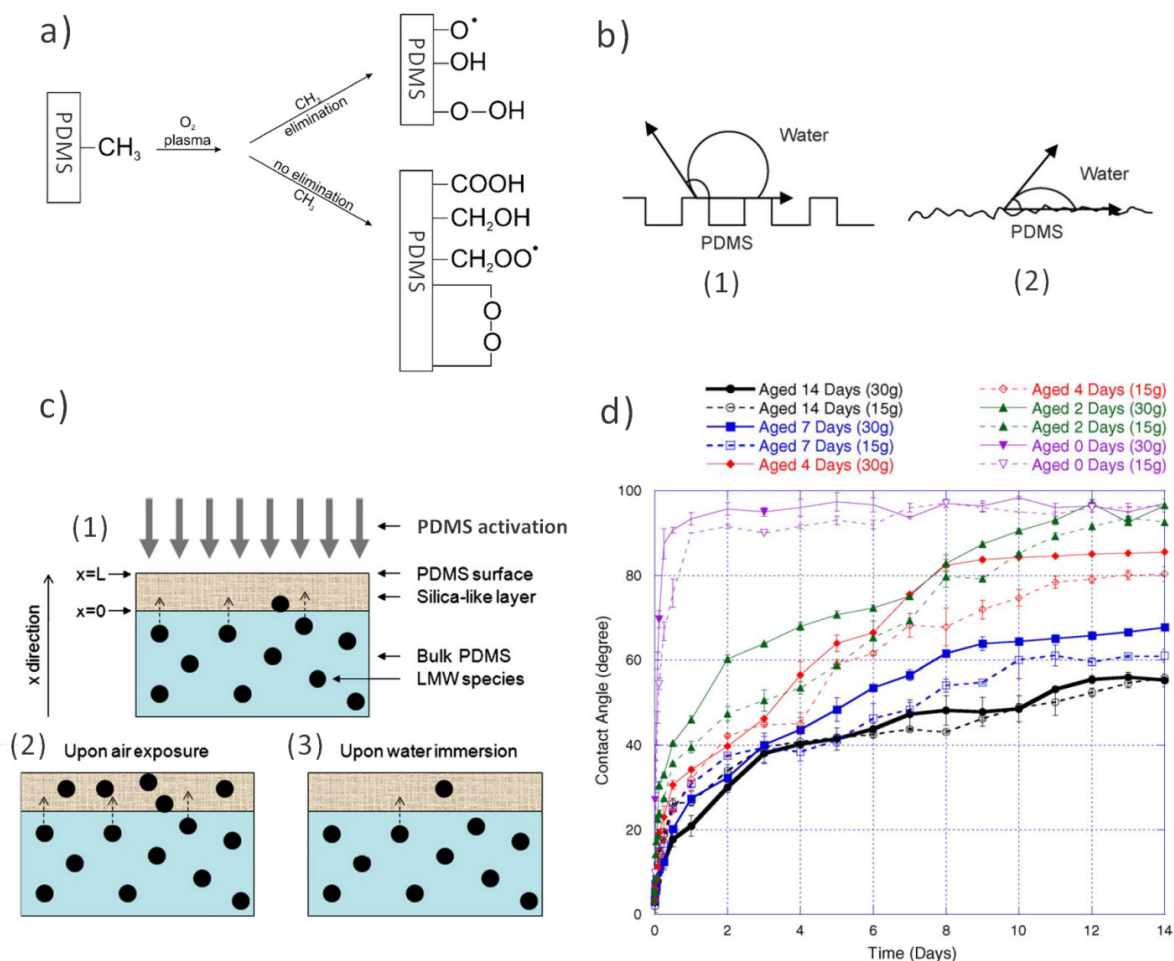 a)
PDMS
CH₃
O₂
plasma
CH₃
elimination
no elimination
CH₃
PDMS
O•
OH
O—OH
PDMS
COOH
CH₂OH
CH₂OO•
O
O
b)
Water
PDMS
(1)
Water
PDMS
(2)
c)
(1)
PDMS activation
x=L
PDMS surface
Silica-like layer
x=0
x direction
Bulk PDMS
LMW species
(2)
Upon air exposure
(3)
Upon water immersion
d)
Aged 14 Days (30g)
Aged 14 Days (15g)
Aged 7 Days (30g)
Aged 7 Days (15g)
Aged 4 Days (30g)
Aged 4 Days (15g)
Aged 2 Days (30g)
Aged 2 Days (15g)
Aged 0 Days (30g)
Aged 0 Days (15g)
Contact Angle (degree)
100
80
60
40
20
0
0 2 4 6 8 10 12 14
Time (Days)